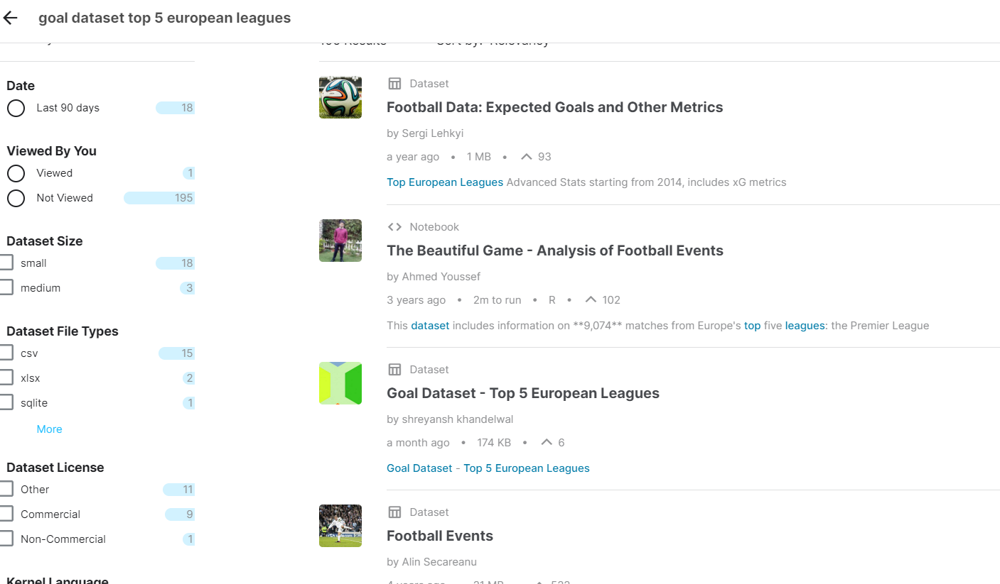 goal dataset top 5 european leagues
Sort by: Relevancy
Date
Last 90 days 18
Viewed By You
Viewed 1
Not Viewed 195
Dataset Size
small 18
medium 3
Dataset File Types
csv 15
xlsx 2
sqlite 1
More
Dataset License
Other 11
Commercial 9
Non-Commercial 1
Kernel Language
Dataset
Football Data: Expected Goals and Other Metrics
by Sergi Lehkyi
a year ago • 1 MB • 93
Top European Leagues Advanced Stats starting from 2014, includes xG metrics
Notebook
The Beautiful Game - Analysis of Football Events
by Ahmed Youssef
3 years ago • 2m to run • R • 102
This dataset includes information on **9,074** matches from Europe's top five leagues: the Premier League
Dataset
Goal Dataset - Top 5 European Leagues
by shreyansh khandelwal
a month ago • 174 KB • 6
Goal Dataset - Top 5 European Leagues
Dataset
Football Events
by Alin Secareanu